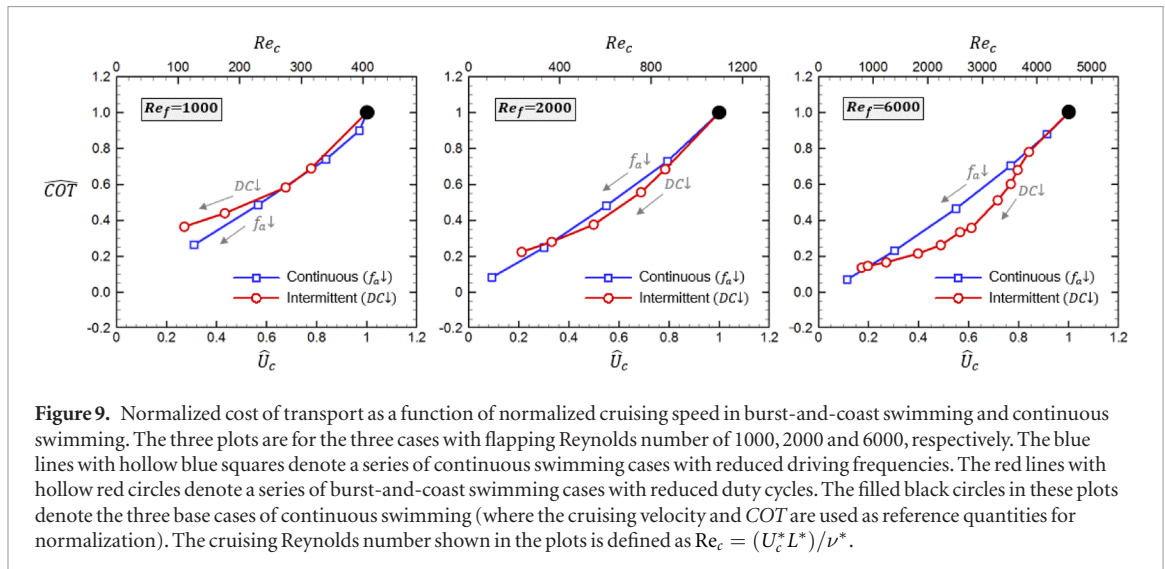 Re_c Re_c Re_c
0 100 200 300 400 0 400 800 1200 0 1000 2000 3000 4000 5000
1.2 1.2 1.2
Re_f=1000 Re_f=2000 Re_f=6000
1.0 1.0 1.0
0.8 0.8 0.8
f_a↓ f_a↓ f_a↓
\widehat{COT} 0.6 0.6 0.6
DC↓ DC↓ DC↓
0.4 0.4 0.4
f_a↓
0.2 0.2 0.2
Continuous (f_a↓) Continuous (f_a↓) Continuous (f_a↓)
0.0 0.0 0.0
Intermittent (DC↓) Intermittent (DC↓) Intermittent (DC↓)
-0.2 -0.2 -0.2
0 0.2 0.4 0.6 0.8 1 1.2 0 0.2 0.4 0.6 0.8 1 1.2 0 0.2 0.4 0.6 0.8 1 1.2
Û_c Û_c Û_c
Figure 9. Normalized cost of transport as a function of normalized cruising speed in burst-and-coast swimming and continuous
swimming. The three plots are for the three cases with flapping Reynolds number of 1000, 2000 and 6000, respectively. The blue
lines with hollow blue squares denote a series of continuous swimming cases with reduced driving frequencies. The red lines with
hollow red circles denote a series of burst-and-coast swimming cases with reduced duty cycles. The filled black circles in these plots
denote the three base cases of continuous swimming (where the cruising velocity and COT are used as reference quantities for
normalization). The cruising Reynolds number shown in the plots is defined as Re_c = (U_c^*L^*)/ν^*.